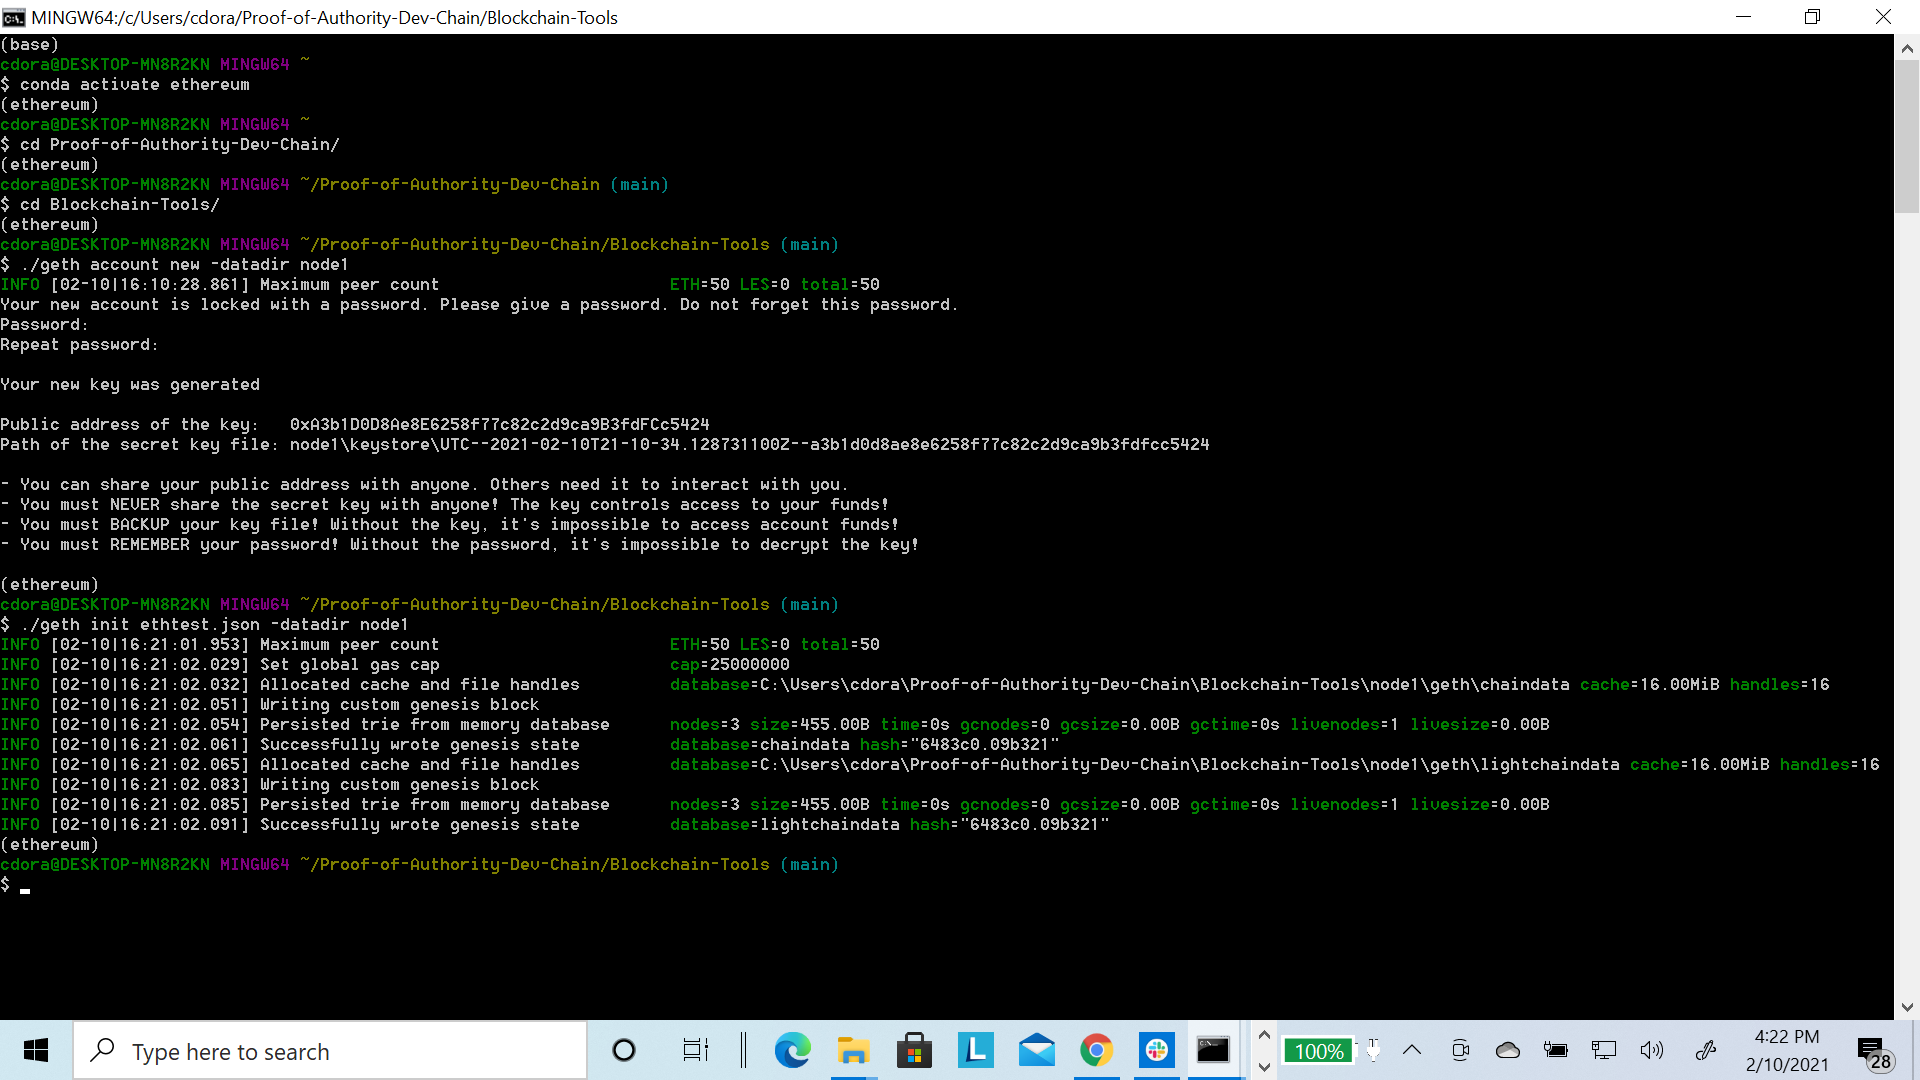 MINGW64:/c/Users/cdora/Proof-of-Authority-Dev-Chain/Blockchain-Tools
(base)
cdora@DESKTOP-MN8R2KN MINGW64 ~
$ conda activate ethereum
(ethereum)
cdora@DESKTOP-MN8R2KN MINGW64 ~
$ cd Proof-of-Authority-Dev-Chain/
(ethereum)
cdora@DESKTOP-MN8R2KN MINGW64 ~/Proof-of-Authority-Dev-Chain (main)
$ cd Blockchain-Tools/
(ethereum)
cdora@DESKTOP-MN8R2KN MINGW64 ~/Proof-of-Authority-Dev-Chain/Blockchain-Tools (main)
$ ./geth account new -datadir node1
INFO [02-10|16:10:28.861] Maximum peer count ETH=50 LES=0 total=50
Your new account is locked with a password. Please give a password. Do not forget this password.
Password:
Repeat password:
Your new key was generated
Public address of the key: 0xA3b1D0D8Ae8E6258f77c82c2d9ca9B3fdFCc5424
Path of the secret key file: node1\keystore\UTC--2021-02-10T21-10-34.128731100Z--a3b1d0d8ae8e6258f77c82c2d9ca9b3fdfcc5424
- You can share your public address with anyone. Others need it to interact with you.
- You must NEVER share the secret key with anyone! The key controls access to your funds!
- You must BACKUP your key file! Without the key, it's impossible to access account funds!
- You must REMEMBER your password! Without the password, it's impossible to decrypt the key!
(ethereum)
cdora@DESKTOP-MN8R2KN MINGW64 ~/Proof-of-Authority-Dev-Chain/Blockchain-Tools (main)
$ ./geth init ethtest.json -datadir node1
INFO [02-10|16:21:01.953] Maximum peer count ETH=50 LES=0 total=50
INFO [02-10|16:21:02.029] Set global gas cap cap=25000000
INFO [02-10|16:21:02.032] Allocated cache and file handles database=C:\Users\cdora\Proof-of-Authority-Dev-Chain\Blockchain-Tools\node1\geth\chaindata cache=16.00MiB handles=16
INFO [02-10|16:21:02.051] Writing custom genesis block
INFO [02-10|16:21:02.054] Persisted trie from memory database nodes=3 size=455.00B time=0s gcnodes=0 gcsize=0.00B gctime=0s livenodes=1 livesize=0.00B
INFO [02-10|16:21:02.061] Successfully wrote genesis state database=chaindata hash="6483c0.09b321"
INFO [02-10|16:21:02.065] Allocated cache and file handles database=C:\Users\cdora\Proof-of-Authority-Dev-Chain\Blockchain-Tools\node1\geth\lightchaindata cache=16.00MiB handles=16
INFO [02-10|16:21:02.083] Writing custom genesis block
INFO [02-10|16:21:02.085] Persisted trie from memory database nodes=3 size=455.00B time=0s gcnodes=0 gcsize=0.00B gctime=0s livenodes=1 livesize=0.00B
INFO [02-10|16:21:02.091] Successfully wrote genesis state database=lightchaindata hash="6483c0.09b321"
(ethereum)
cdora@DESKTOP-MN8R2KN MINGW64 ~/Proof-of-Authority-Dev-Chain/Blockchain-Tools (main)
$
Type here to search
L
100%
4:22 PM
2/10/2021
28